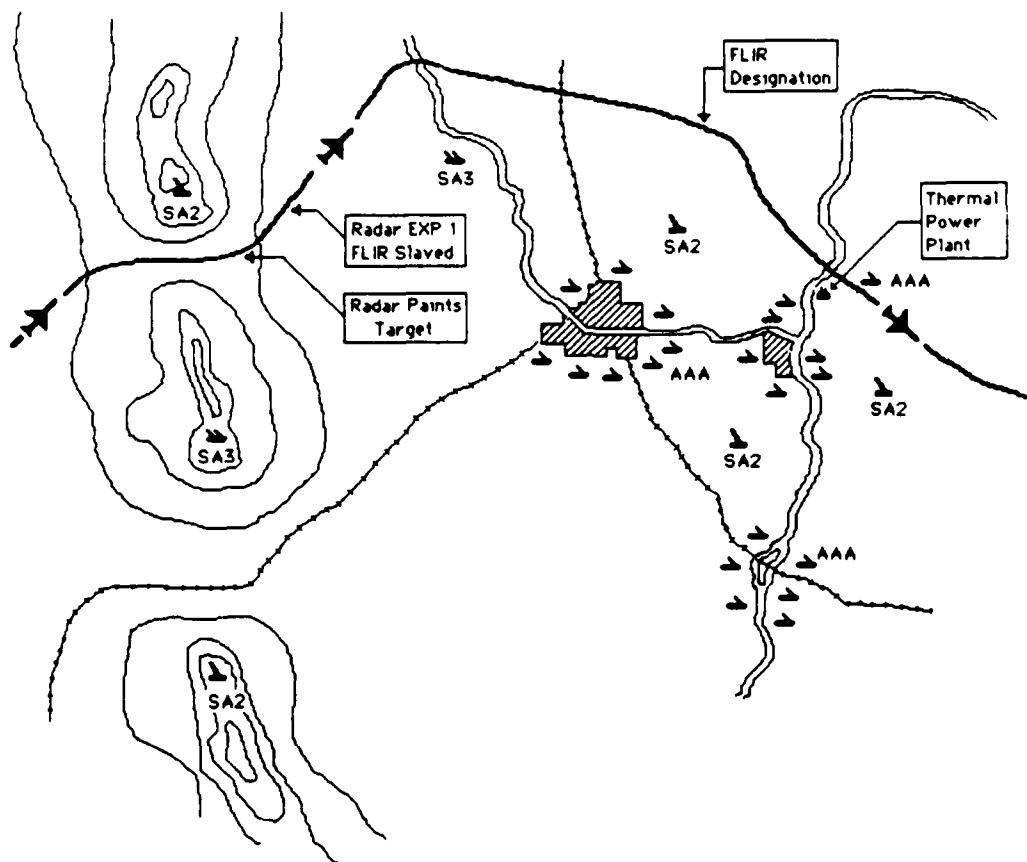 FLIR
Designation
SA3
SA2
Radar EXP 1
FLIR Slaved
SA2
Thermal
Power
Plant
AAA
Radar Paints
Target
AAA
SA2
SA3
SA2
AAA
SA2